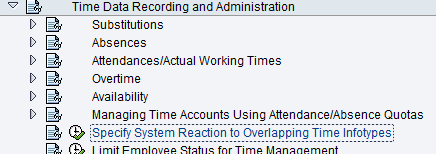 Time Data Recording and Administration
Substitutions
Absences
Attendances/Actual Working Times
Overtime
Availability
Managing Time Accounts Using Attendance/Absence Quotas
Specify System Reaction to Overlapping Time Infotypes
Limit Employee Status for Time Management